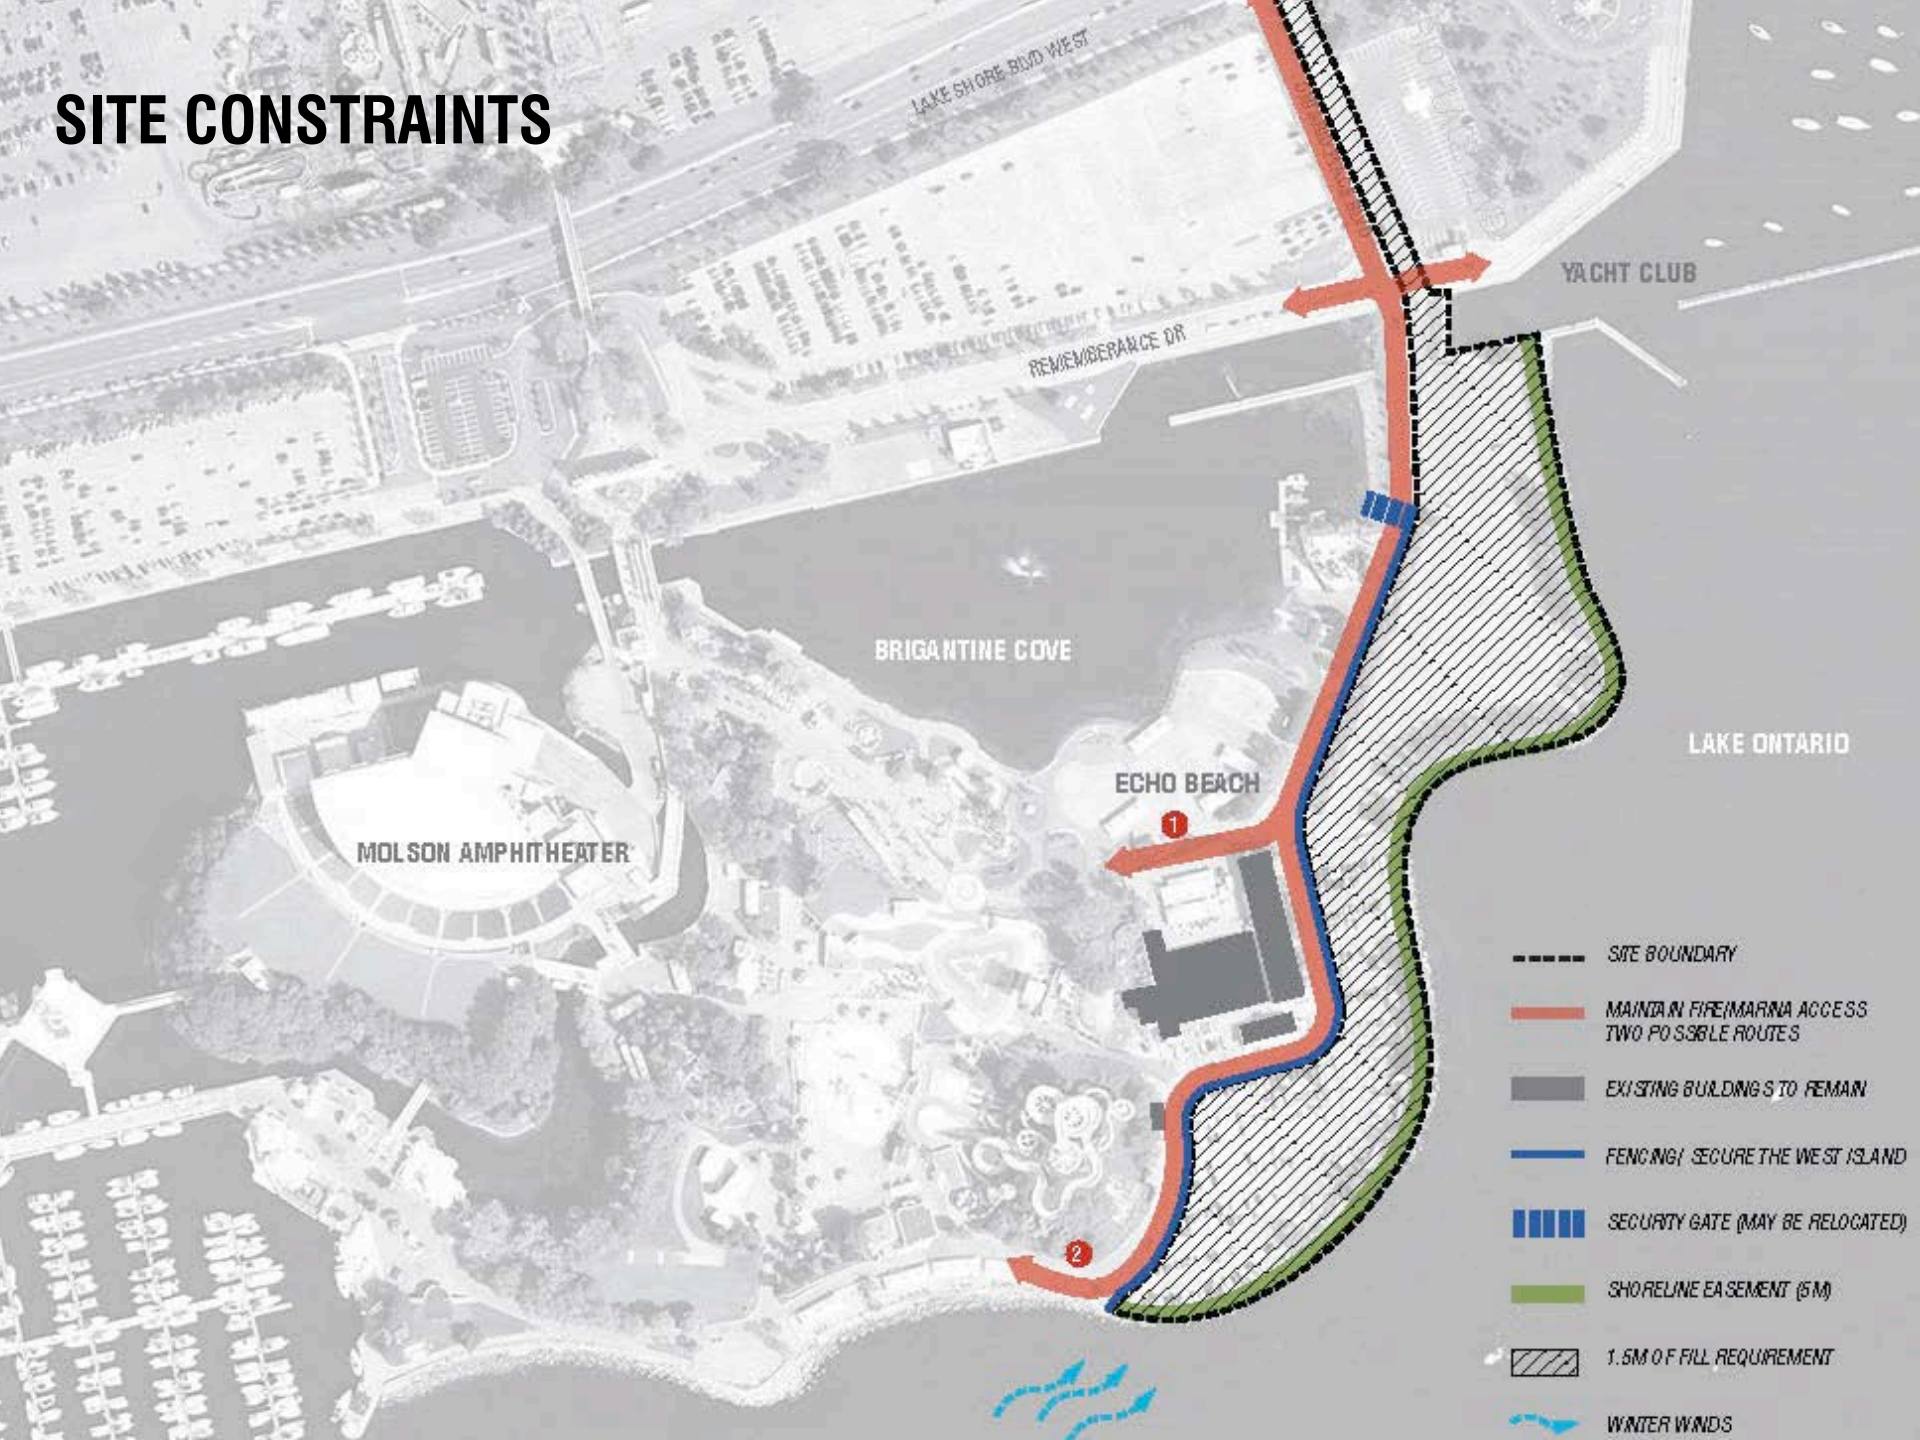 SITE CONSTRAINTS
LAKE SHORE BLVD WEST
YACHT CLUB
REMEMBERANCE DR
BRIGANTINE COVE
LAKE ONTARIO
ECHO BEACH
1
MOLSON AMPHITHEATER
SITE BOUNDARY
MAINTAIN FIRE/MARINA ACCESS
TWO POSSIBLE ROUTES
EXISTING BUILDINGS TO REMAIN
FENCING/ SECURE THE WEST ISLAND
SECURITY GATE (MAY BE RELOCATED)
2
SHORELINE EASEMENT (5M)
1.5M OF FILL REQUIREMENT
WINTER WINDS